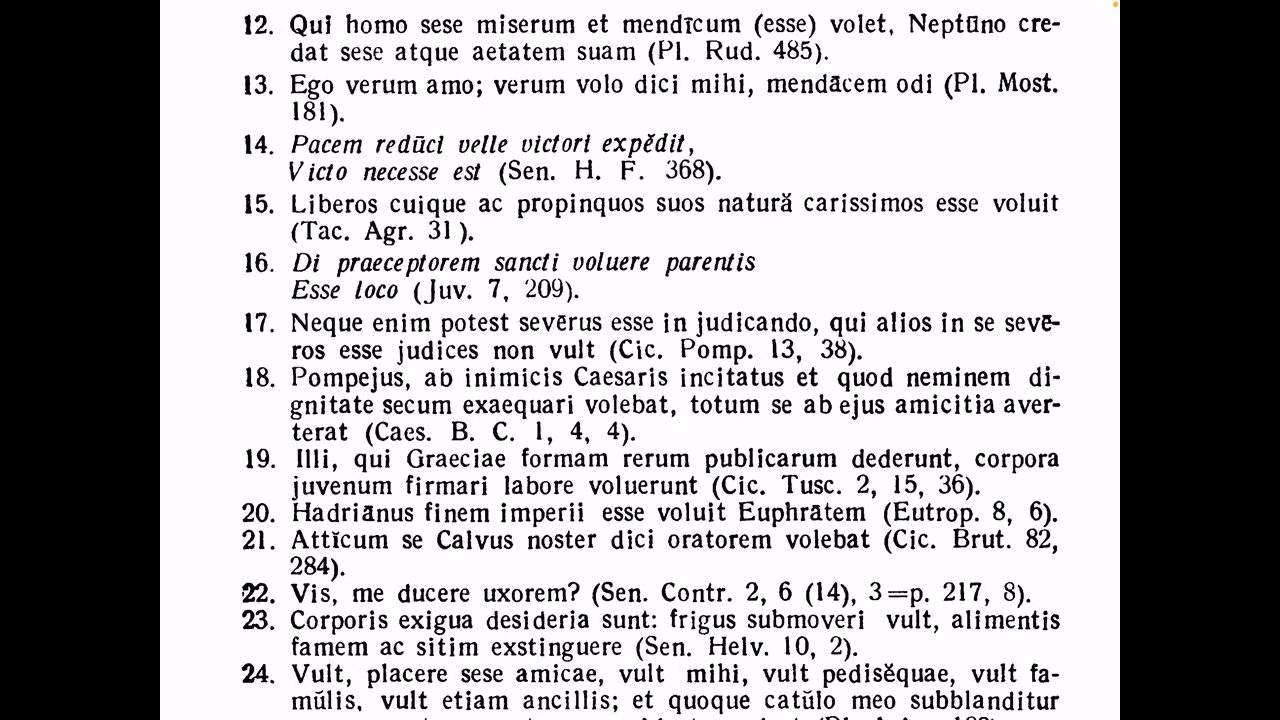 12. Qui homo sese miserum et mendīcum (esse) volet, Neptūno cre-
dat sese atque aetatem suam (Pl. Rud. 485).
13. Ego verum amo; verum volo dici mihi, mendācem odi (Pl. Most.
181).
14. Pacem redūci velle victori expĕdit,
Victo necesse est (Sen. H. F. 368).
15. Liberos cuique ac propinquos suos natură carissimos esse voluit
(Tac. Agr. 31).
16. Di praeceptorem sancti voluere parentis
Esse loco (Juv. 7, 209).
17. Neque enim potest sevērus esse in judicando, qui alios in se sevē-
ros esse judices non vult (Cic. Pomp. 13, 38).
18. Pompejus, ab inimicis Caesaris incitatus et quod neminem di-
gnitate secum exaequari volebat, totum se ab ejus amicitia aver-
terat (Caes. B. C. 1, 4, 4).
19. Illi, qui Graeciae formam rerum publicarum dederunt, corpora
juvenum firmari labore voluerunt (Cic. Tusc. 2, 15, 36).
20. Hadriānus finem imperii esse voluit Euphrātem (Eutrop. 8, 6).
21. Attĭcum se Calvus noster dici oratorem volebat (Cic. Brut. 82,
284).
22. Vis, me ducere uxorem? (Sen. Contr. 2, 6 (14), 3=p. 217, 8).
23. Corporis exigua desideria sunt: frigus submoveri vult, alimentis
famem ac sitim exstinguere (Sen. Helv. 10, 2).
24. Vult, placere sese amicae, vult mihi, vult pedisĕquae, vult fa-
mŭlis, vult etiam ancillis; et quoque catŭlo meo subblanditur